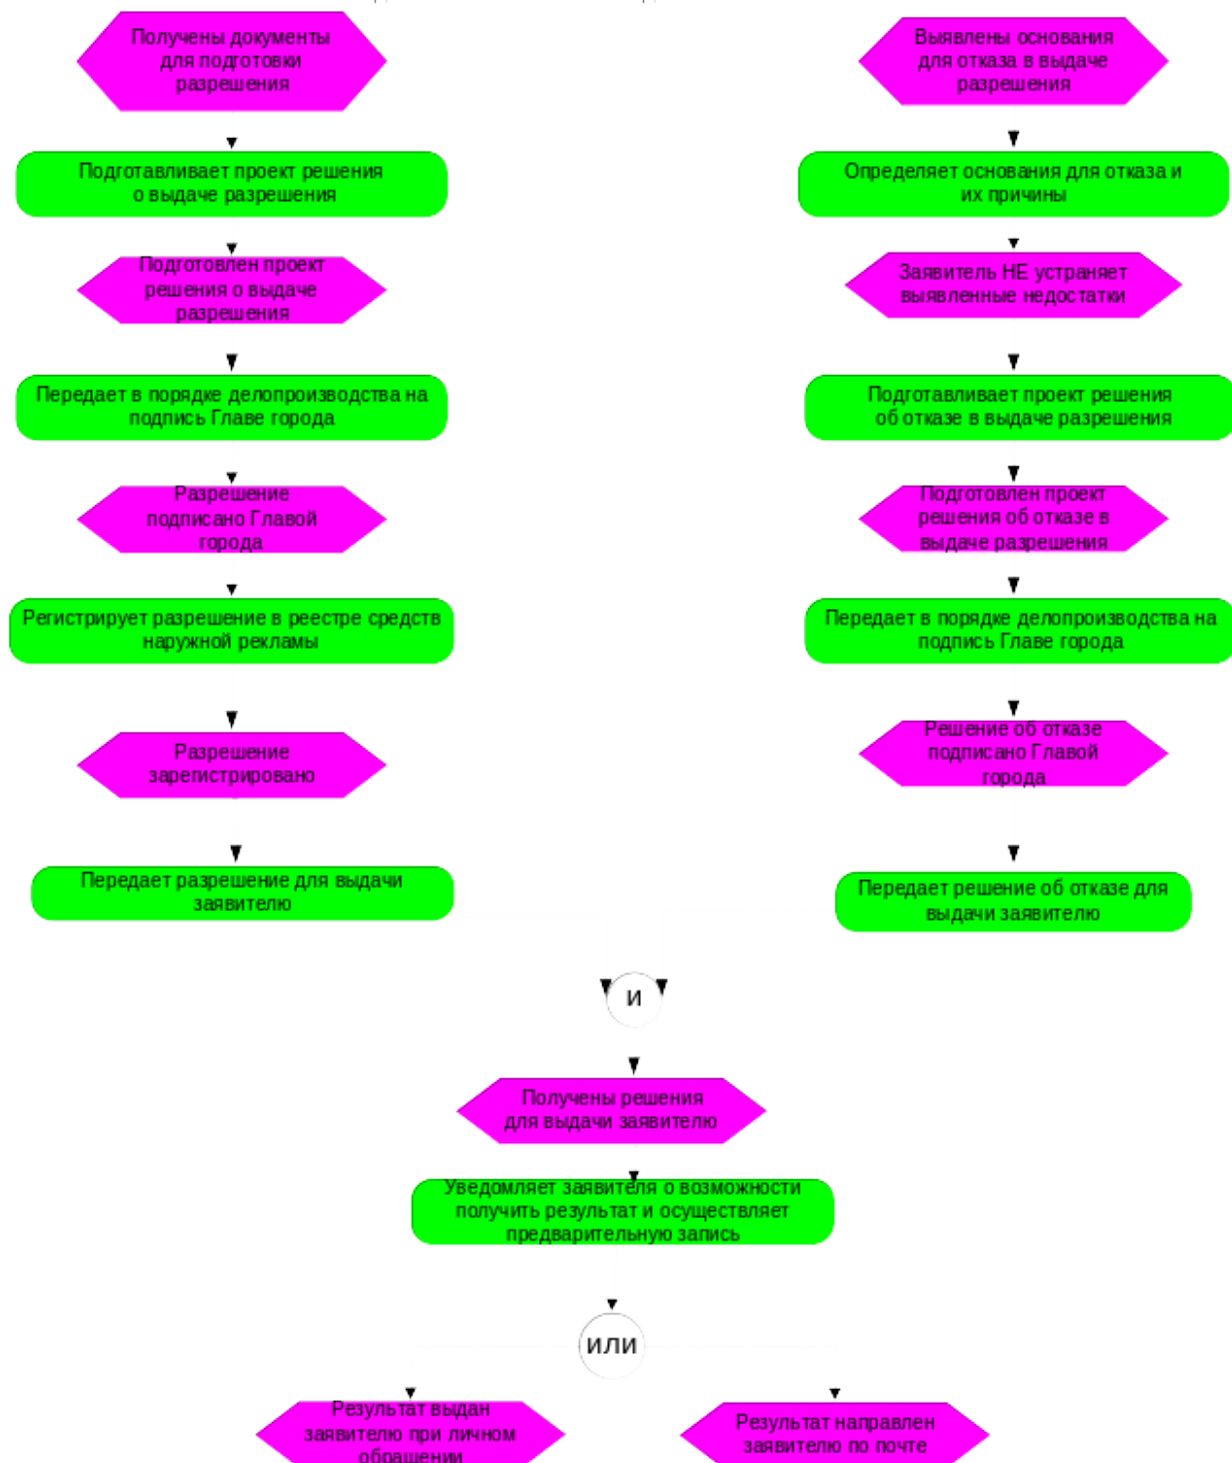 Получены документы
для подготовки
разрешения
Подготавливает проект решения
о выдаче разрешения
Подготовлен проект
решения о выдаче
разрешения
Передает в порядке делопроизводства на
подпись Главе города
Разрешение
подписано Главой
города
Регистрирует разрешение в реестре средств
наружной рекламы
Разрешение
зарегистрировано
Передает разрешение для выдачи
заявителю
Выявлены основания
для отказа в выдаче
разрешения
Определяет основания для отказа и
их причины
Заявитель НЕ устраняет
выявленные недостатки
Подготавливает проект решения
об отказе в выдаче разрешения
Подготовлен проект
решения об отказе в
выдаче разрешения
Передает в порядке делопроизводства на
подпись Главе города
Решение об отказе
подписано Главой
города
Передает решение об отказе для
выдачи заявителю
и
Получены решения
для выдачи заявителю
Уведомляет заявителя о возможности
получить результат и осуществляет
предварительную запись
или
Результат выдан
заявителю при личном
обращении
Результат направлен
заявителю по почте